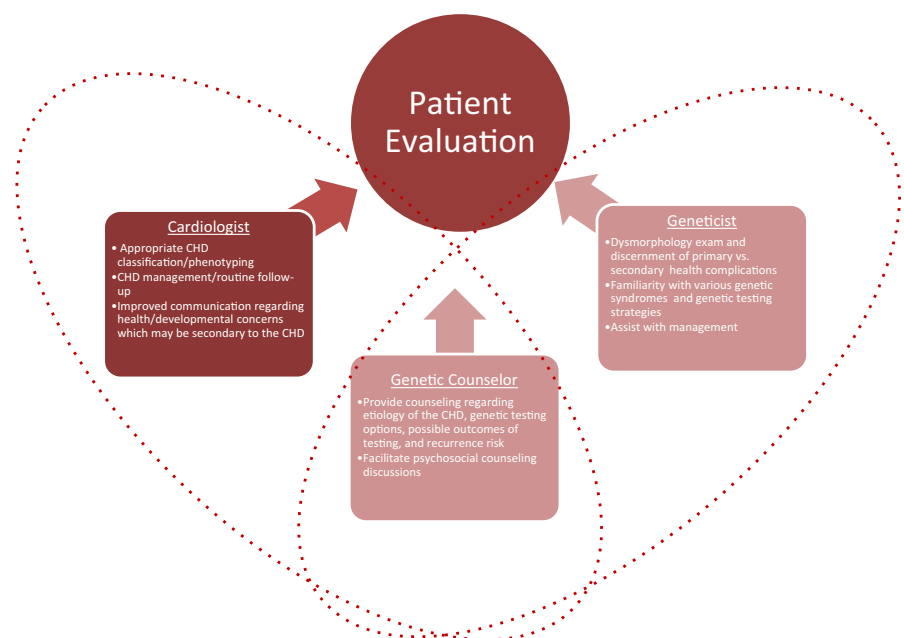 Patient
Evaluation
Cardiologist
• Appropriate CHD
classification/phenotyping
•CHD management/routine follow-
up
•Improved communication regarding
health/developmental concerns
which may be secondary to the CHD
Geneticist
•Dysmorphology exam and
discernment of primary vs.
secondary health complications
•Familiarity with various genetic
syndromes and genetic testing
strategies
•Assist with management
Genetic Counselor
•Provide counseling regarding
etiology of the CHD, genetic testing
options, possible outcomes of
testing, and recurrence risk
•Facilitate psychosocial counseling
discussions